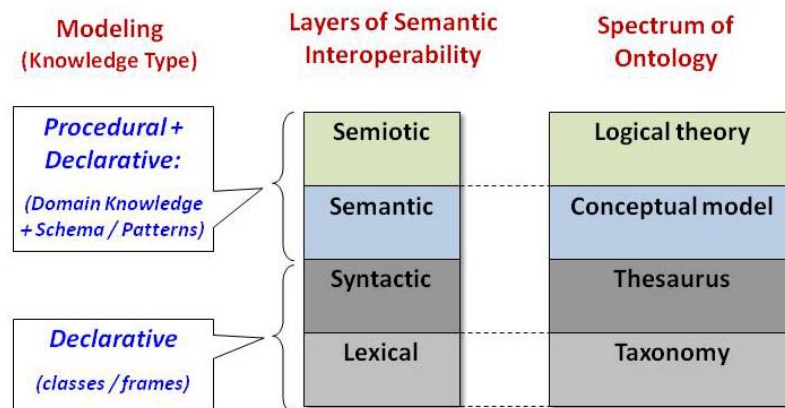 Modeling
(Knowledge Type)
Layers of Semantic
Interoperability
Spectrum of
Ontology
Procedural +
Declarative:
(Domain Knowledge
+ Schema / Patterns)
Semiotic
Logical theory
Semantic
Conceptual model
Syntactic
Thesaurus
Declarative
(classes / frames)
Lexical
Taxonomy